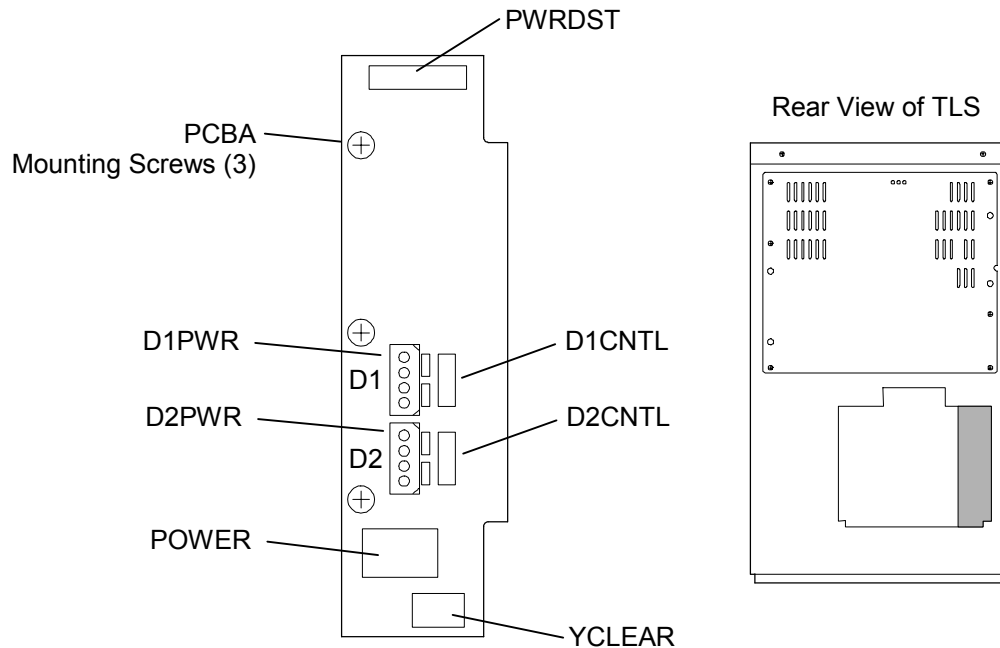 PWRDST
Rear View of TLS
PCBA
Mounting Screws (3)
D1PWR
D1CNTL
D1
D2PWR
D2CNTL
D2
POWER
YCLEAR